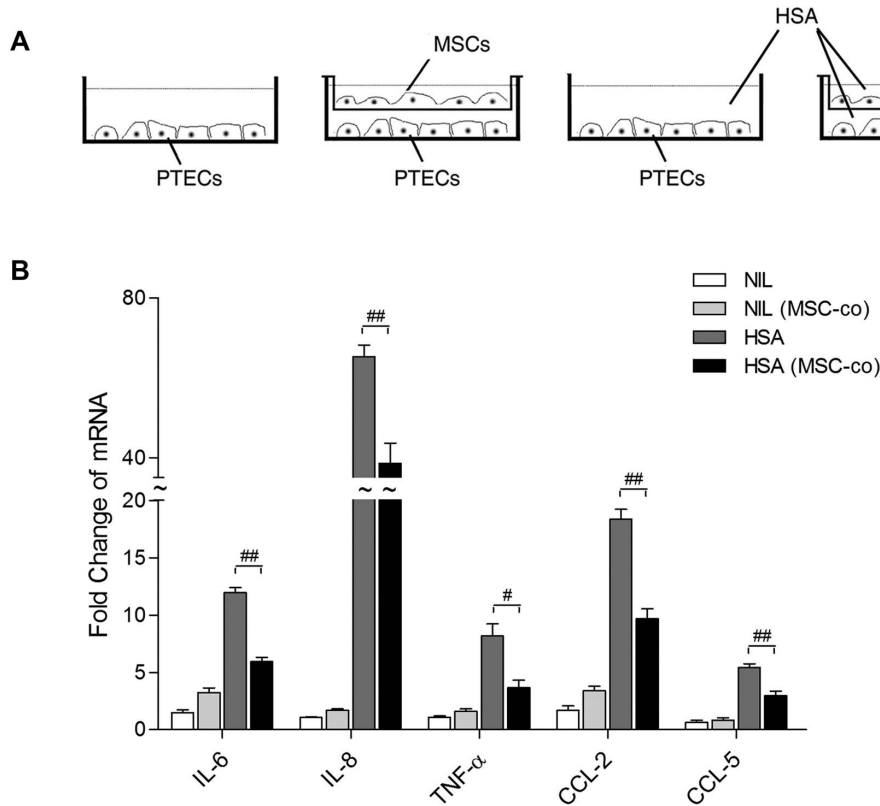 A
MSCs
HSA
PTECs
PTECs
PTECs
B
Fold Change of mRNA
80
40
~
20
15
10
5
0
##
~ ~
##
#
##
##
NIL
NIL (MSC-co)
HSA
HSA (MSC-co)
IL-6
IL-8
TNF-α
CCL-2
CCL-5